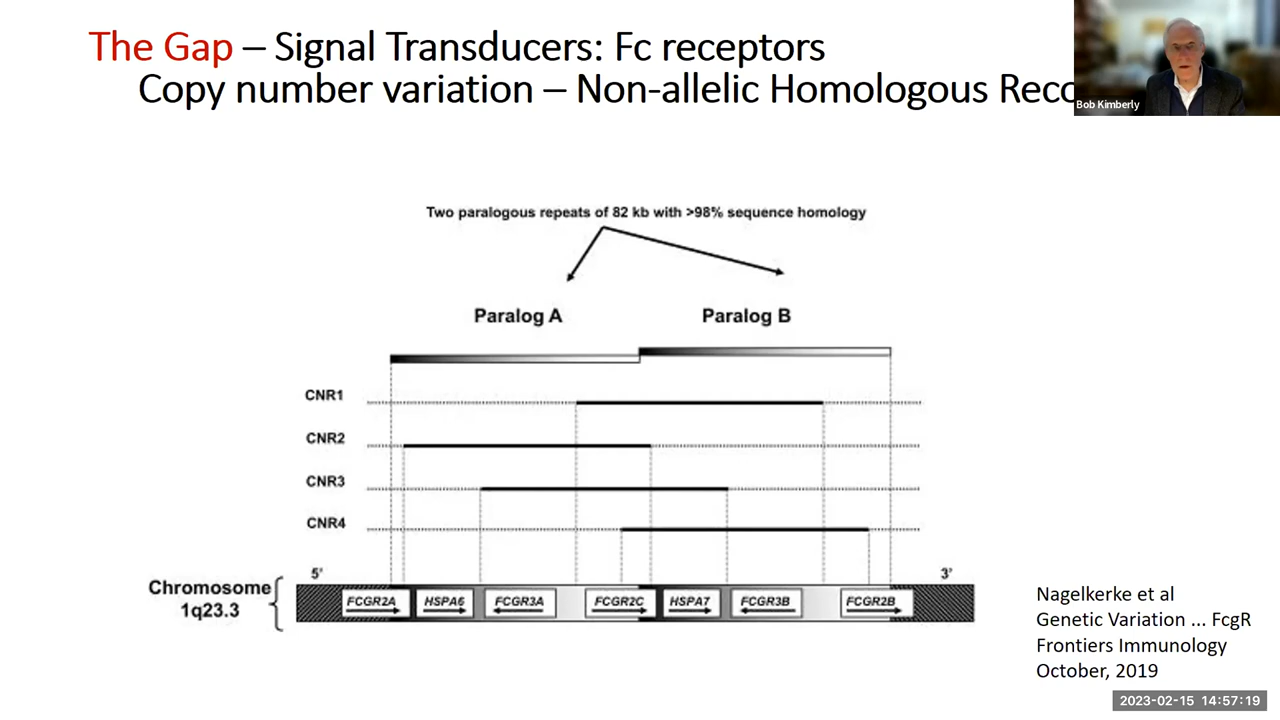 The Gap – Signal Transducers: Fc receptors
Copy number variation – Non-allelic Homologous Reco
Bob Kimberly
Two paralogous repeats of 82 kb with >98% sequence homology
Paralog A
Paralog B
CNR1
CNR2
CNR3
CNR4
5'
3'
Chromosome
1q23.3
FCGR2A
HSPA6
FCGR3A
FCGR2C
HSPA7
FCGR3B
FCGR2B
Nagelkerke et al
Genetic Variation ... FcgR
Frontiers Immunology
October, 2019
2023-02-15 14:57:19